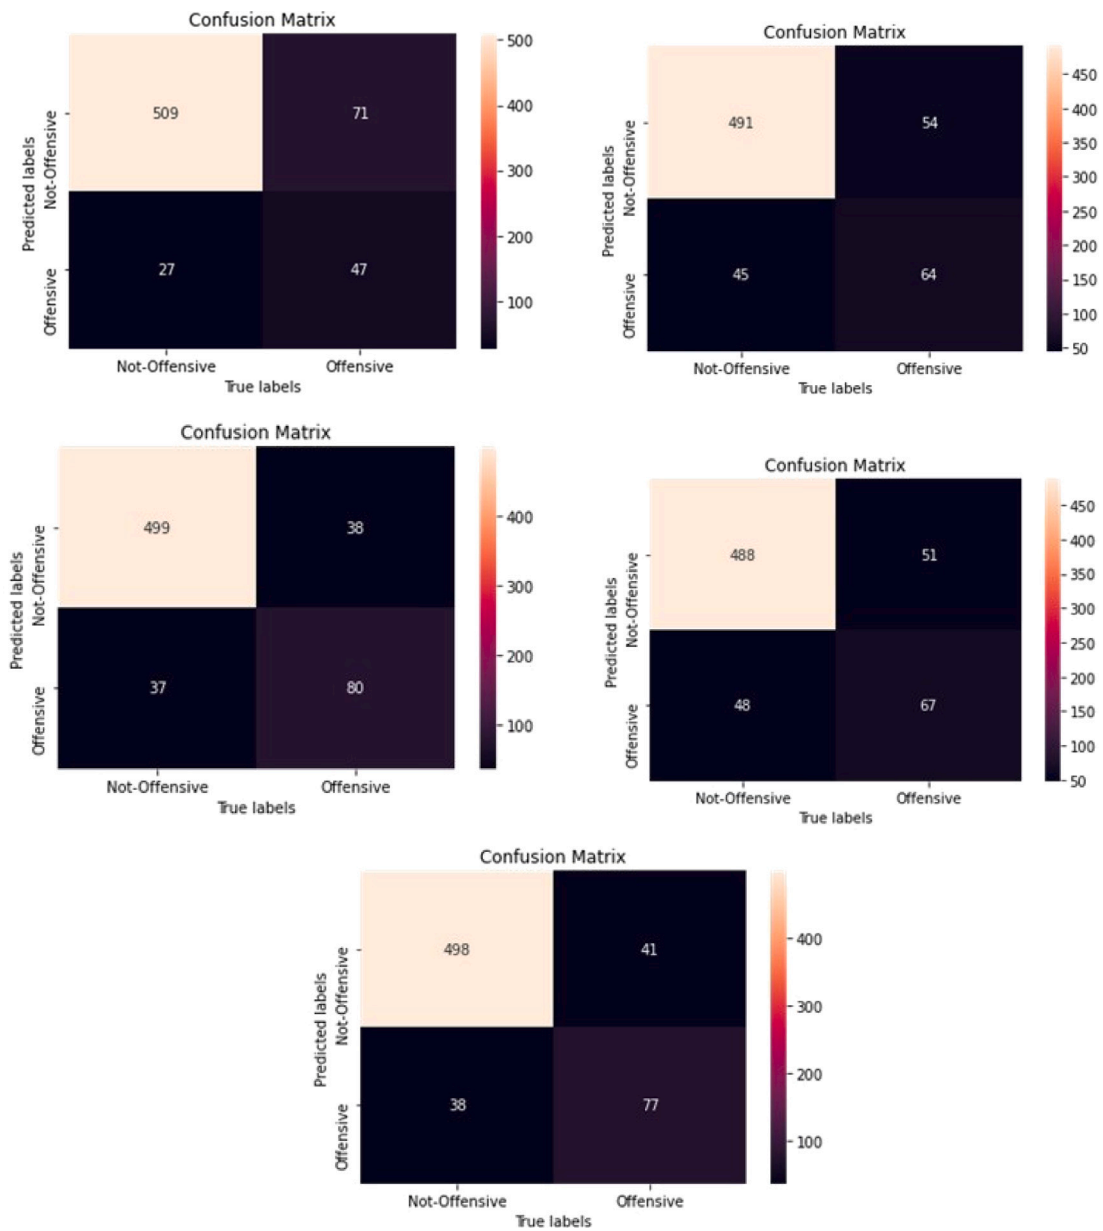 Confusion Matrix
Predicted labels
Not-Offensive
Offensive
509 71
27 47
Not-Offensive Offensive
True labels
500
400
300
200
100
Confusion Matrix
Predicted labels
Not-Offensive
Offensive
491 54
45 64
Not-Offensive Offensive
True labels
450
400
350
300
250
200
150
100
50
Confusion Matrix
Predicted labels
Not-Offensive
Offensive
499 38
37 80
Not-Offensive Offensive
True labels
400
300
200
100
Confusion Matrix
Predicted labels
Not-Offensive
Offensive
488 51
48 67
Not-Offensive Offensive
True labels
450
400
350
300
250
200
150
100
50
Confusion Matrix
Predicted labels
Not-Offensive
Offensive
498 41
38 77
Not-Offensive Offensive
True labels
400
300
200
100